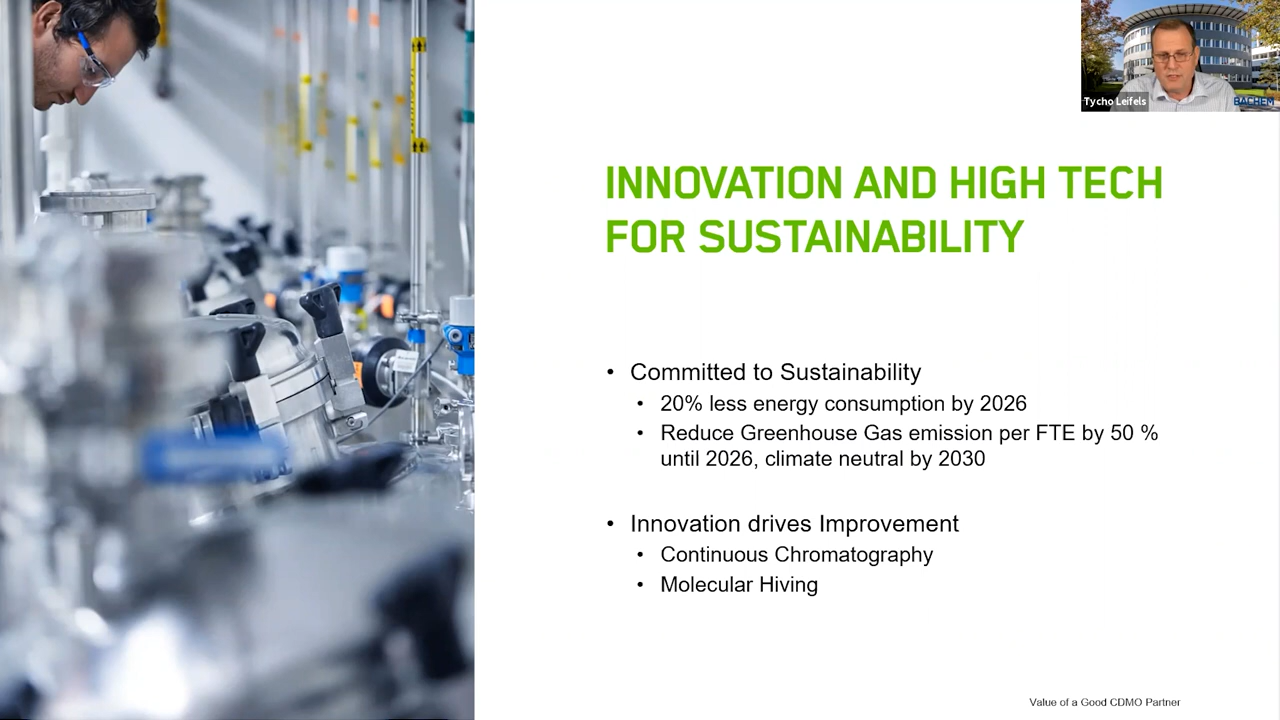 Tycho Leifels
BACHEM
INNOVATION AND HIGH TECH
FOR SUSTAINABILITY
• Committed to Sustainability
• 20% less energy consumption by 2026
• Reduce Greenhouse Gas emission per FTE by 50 %
until 2026, climate neutral by 2030
• Innovation drives Improvement
• Continuous Chromatography
• Molecular Hiving
Value of a Good CDMO Partner